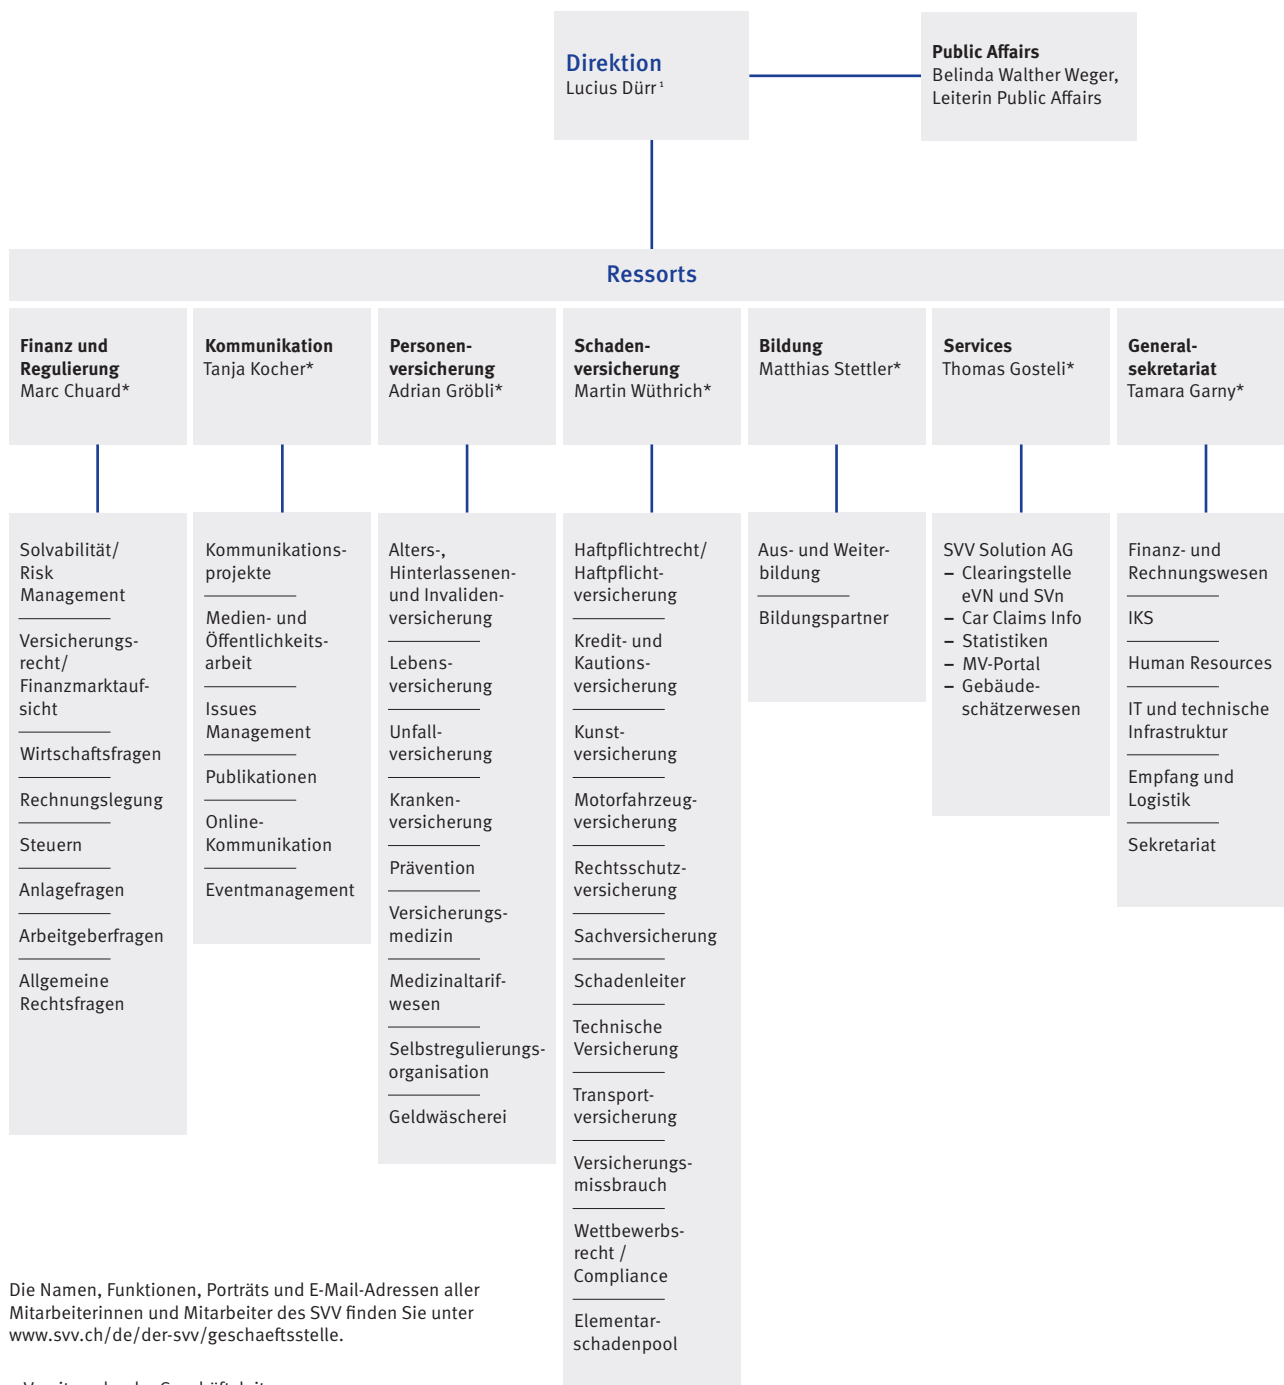 Direktion
Lucius Dürr ¹
Public Affairs
Belinda Walther Weger,
Leiterin Public Affairs
Ressorts
Finanz und
Regulierung
Marc Chuard*
Kommunikation
Tanja Kocher*
Personen-
versicherung
Adrian Gröbli*
Schaden-
versicherung
Martin Wüthrich*
Bildung
Matthias Stettler*
Services
Thomas Gosteli*
General-
sekretariat
Tamara Garny*
Solvabilität/
Risk
Management
Versicherungs-
recht/
Finanzmarktauf-
sicht
Wirtschaftsfragen
Rechnungslegung
Steuern
Anlagefragen
Arbeitgeberfragen
Allgemeine
Rechtsfragen
Kommunikations-
projekte
Medien- und
Öffentlichkeits-
arbeit
Issues
Management
Publikationen
Online-
Kommunikation
Eventmanagement
Alters-,
Hinterlassenen-
und Invaliden-
versicherung
Lebens-
versicherung
Unfall-
versicherung
Kranken-
versicherung
Prävention
Versicherungs-
medizin
Medizinaltarif-
wesen
Selbstregulierungs-
organisation
Geldwäscherei
Haftpflichtrecht/
Haftpflicht-
versicherung
Kredit- und
Kautions-
versicherung
Kunst-
versicherung
Motorfahrzeug-
versicherung
Rechtsschutz-
versicherung
Sachversicherung
Schadenleiter
Technische
Versicherung
Transport-
versicherung
Versicherungs-
missbrauch
Wettbewerbs-
recht /
Compliance
Elementar-
schadenpool
Aus- und Weiter-
bildung
Bildungspartner
SVV Solution AG
– Clearingstelle
eVN und SVn
– Car Claims Info
– Statistiken
– MV-Portal
– Gebäude-
schätzerwesen
Finanz- und
Rechnungswesen
IKS
Human Resources
IT und technische
Infrastruktur
Empfang und
Logistik
Sekretariat
Die Namen, Funktionen, Porträts und E-Mail-Adressen aller
Mitarbeiterinnen und Mitarbeiter des SVV finden Sie unter
www.svv.ch/de/der-svv/geschaeftsstelle.